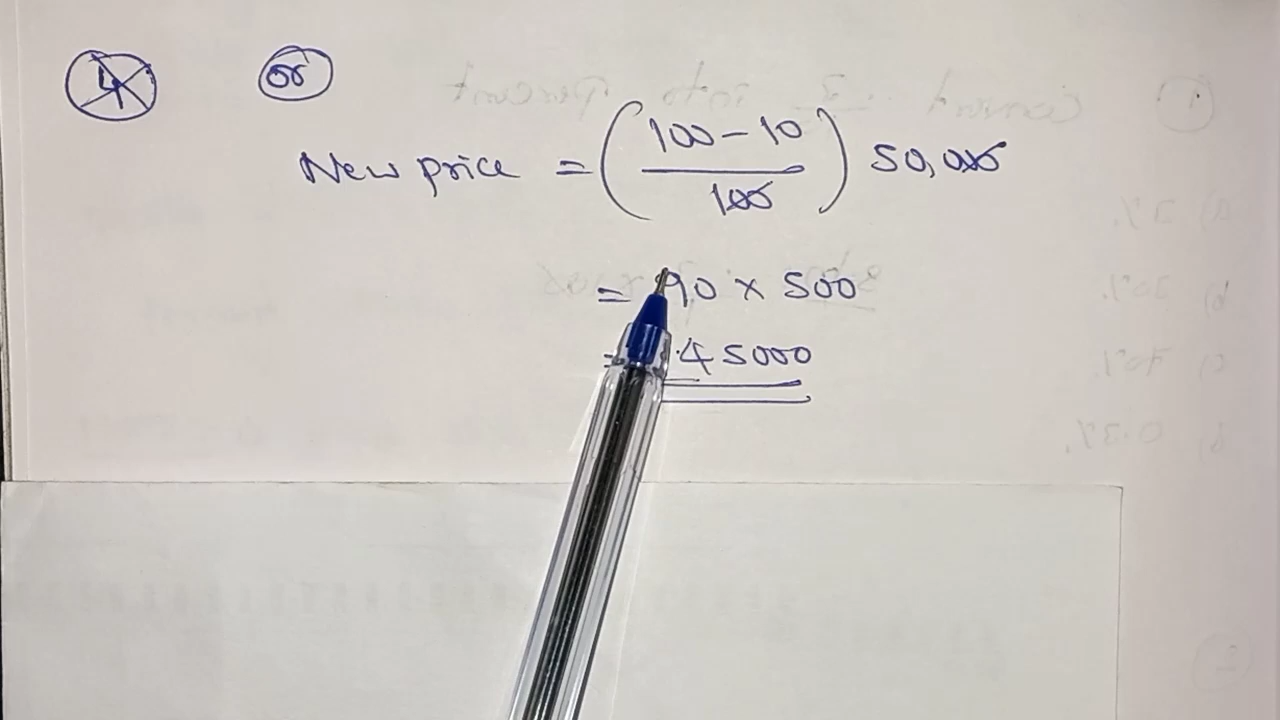 4 or
New price = (100 - 10 / 100) 50,000
= 90 x 500
45000